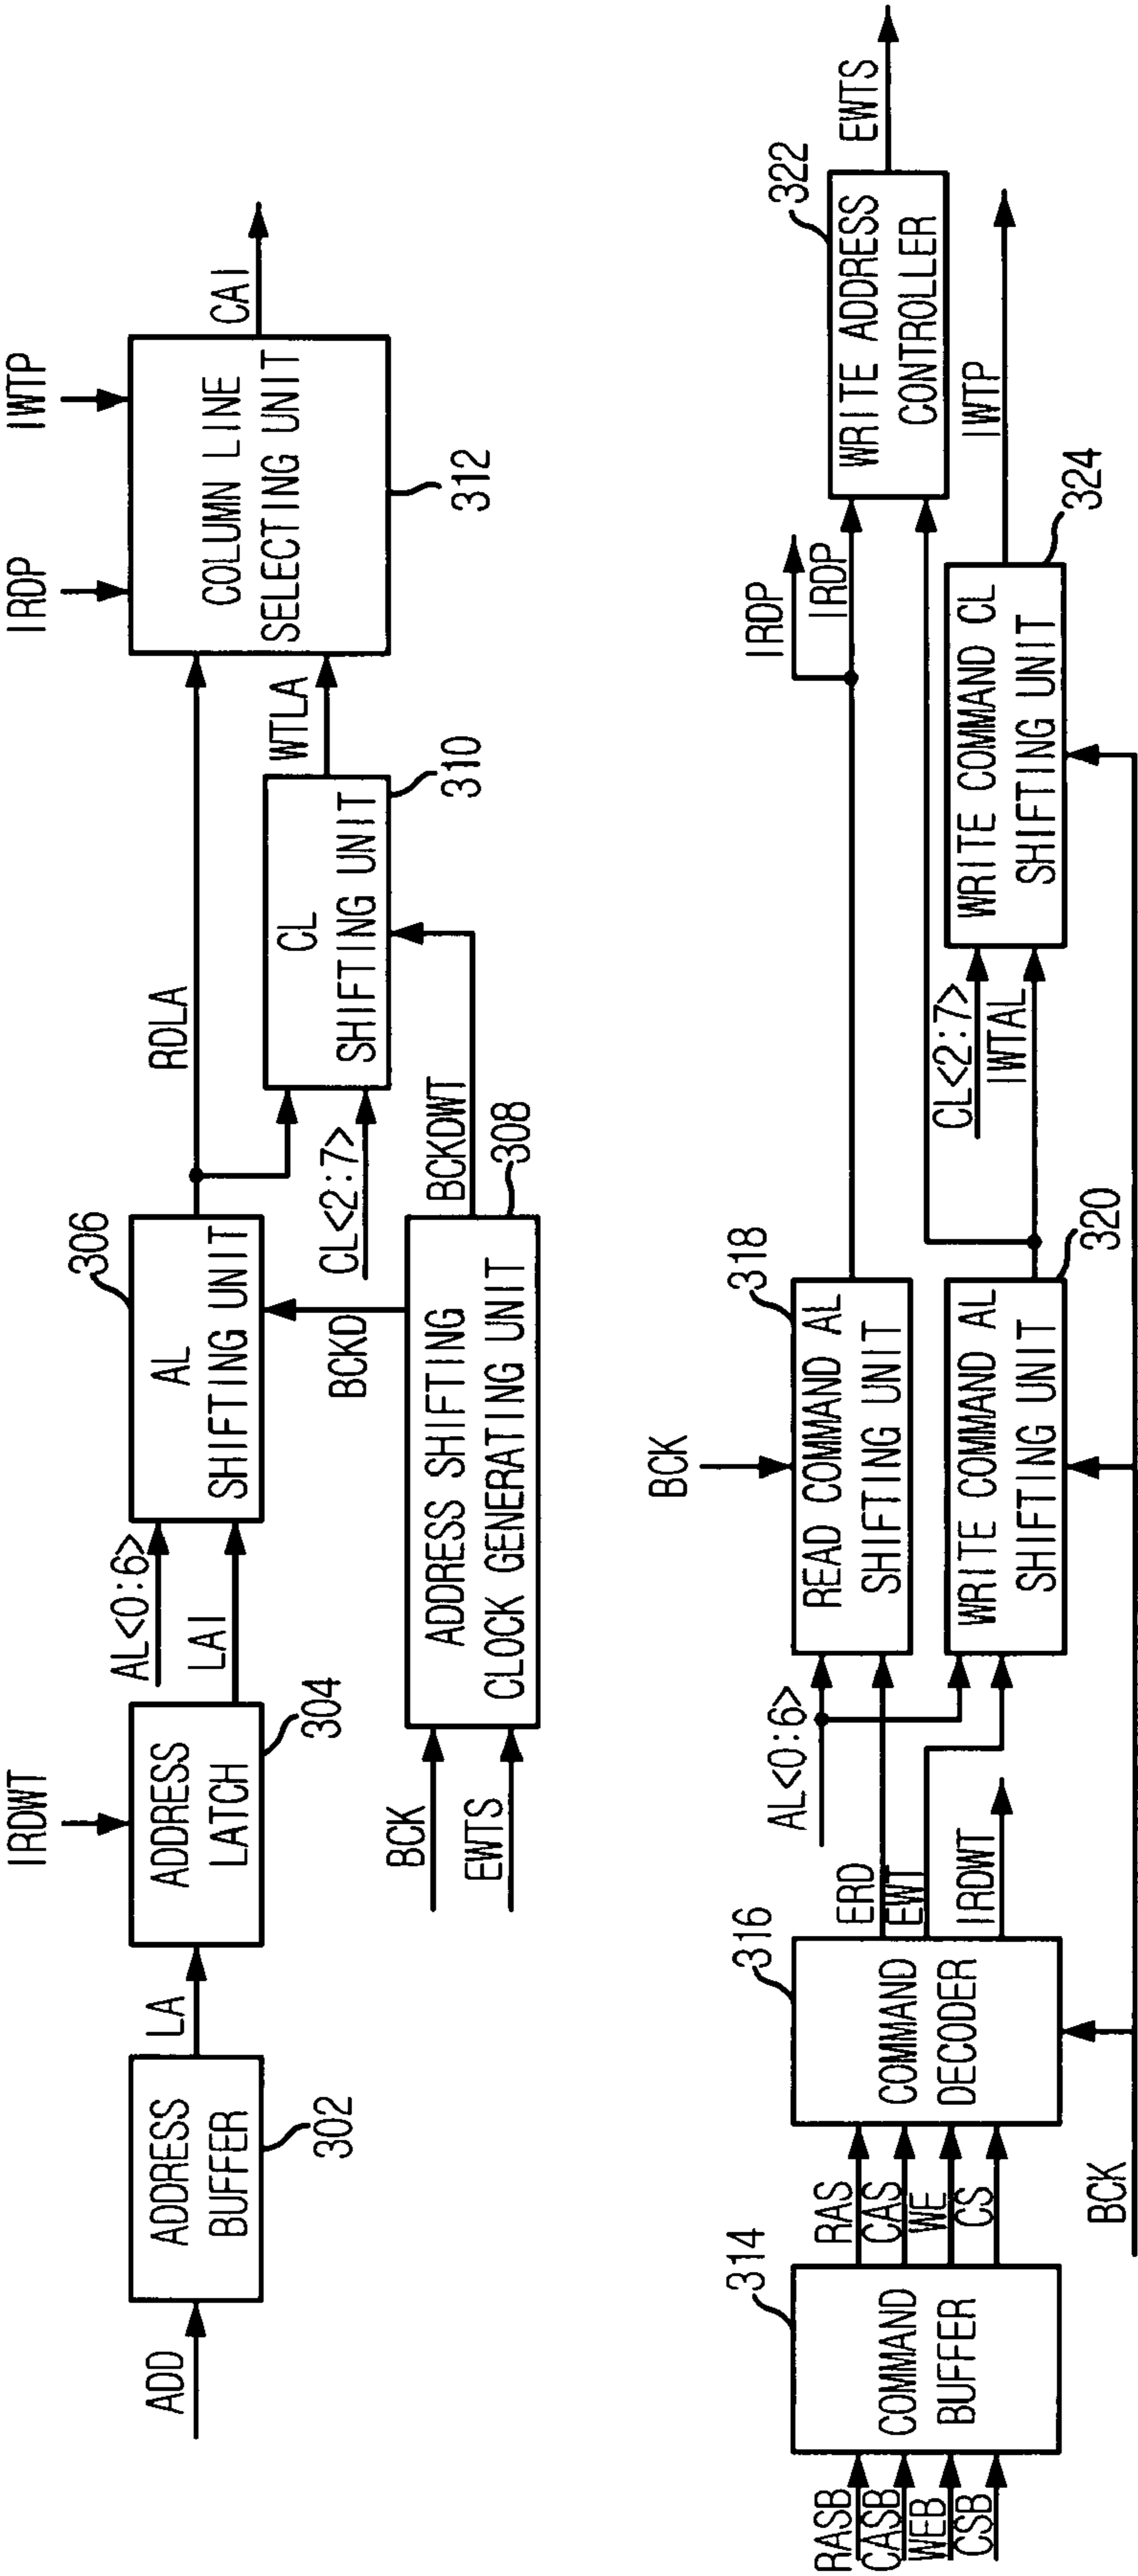 ADD
ADDRESS
BUFFER
302
LA
IRDWT
ADDRESS
LATCH
304
AL<0:6>
LAI
306
AL
SHIFTING UNIT
RDLA
BCKD
BCK
EWTS
ADDRESS SHIFTING
CLOCK GENERATING UNIT
308
BCKDWT
CL<2:7>
CL
SHIFTING UNIT
310
WTLA
IRDP
IWTP
COLUMN LINE
SELECTING UNIT
312
CAI
RASB
CASB
WEB
CSB
314
COMMAND
BUFFER
RAS
CAS
WE
CS
BCK
316
COMMAND
DECODER
ERD
EWT
IRDWT
AL<0:6>
BCK
318
READ COMMAND AL
SHIFTING UNIT
WRITE COMMAND AL
SHIFTING UNIT
320
CL<2:7>
IWTAL
IRDP
IRDP
WRITE COMMAND CL
SHIFTING UNIT
324
IWTP
322
WRITE ADDRESS
CONTROLLER
EWTS